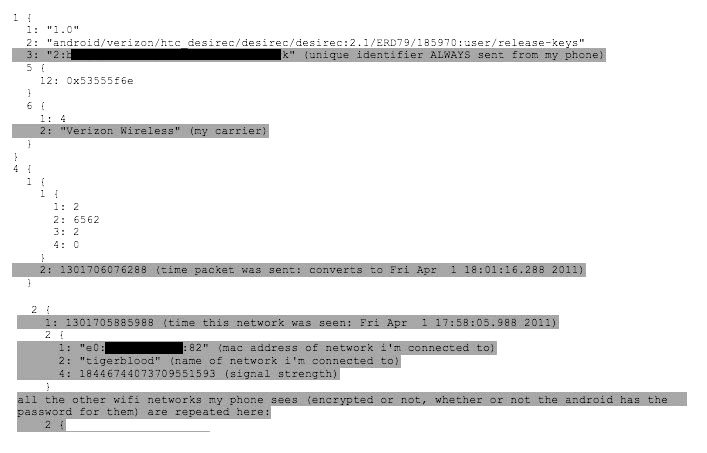 1 {
1: "1.0"
2: "android/verizon/htc_desirec/desirec/desirec:2.1/ERD79/185970:user/release-keys"
3: "2:b k" (unique identifier ALWAYS sent from my phone)
5 {
12: 0x53555f6e
}
6 {
1: 4
2: "Verizon Wireless" (my carrier)
}
}
4 {
1 {
1 {
1: 2
2: 6562
3: 2
4: 0
}
2: 1301706076288 (time packet was sent: converts to Fri Apr 1 18:01:16.288 2011)
}
2 {
1: 1301705885988 (time this network was seen: Fri Apr 1 17:58:05.988 2011)
2 {
1: "e0: :82" (mac address of network i'm connected to)
2: "tigerblood" (name of network i'm connected to)
4: 18446744073709551593 (signal strength)
}
all the other wifi networks my phone sees (encrypted or not, whether or not the android has the
password for them) are repeated here:
2 {